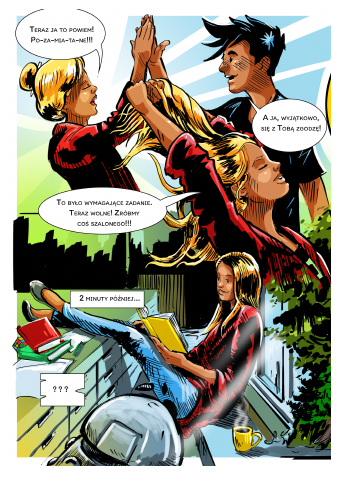 Teraz ja to powiem!
Po-za-mia-ta-ne!!!
A ja, wyjątkowo,
się z Tobą zgodzę!
To było wymagające zadanie.
Teraz wolne! Zróbmy
coś szalonego!!!
2 minuty później...
???